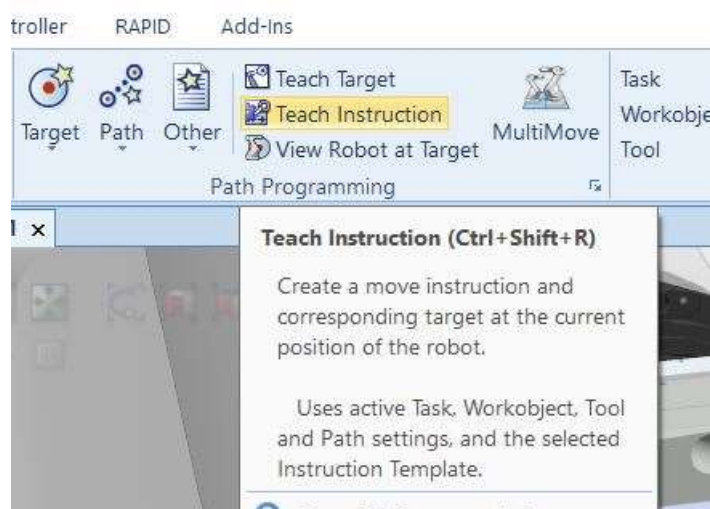 troller RAPID Add-Ins
Target Path Other
Teach Target
Teach Instruction
View Robot at Target
MultiMove
Task
Workobje
Tool
Path Programming
Teach Instruction (Ctrl+Shift+R)
Create a move instruction and
corresponding target at the current
position of the robot.
Uses active Task, Workobject, Tool
and Path settings, and the selected
Instruction Template.